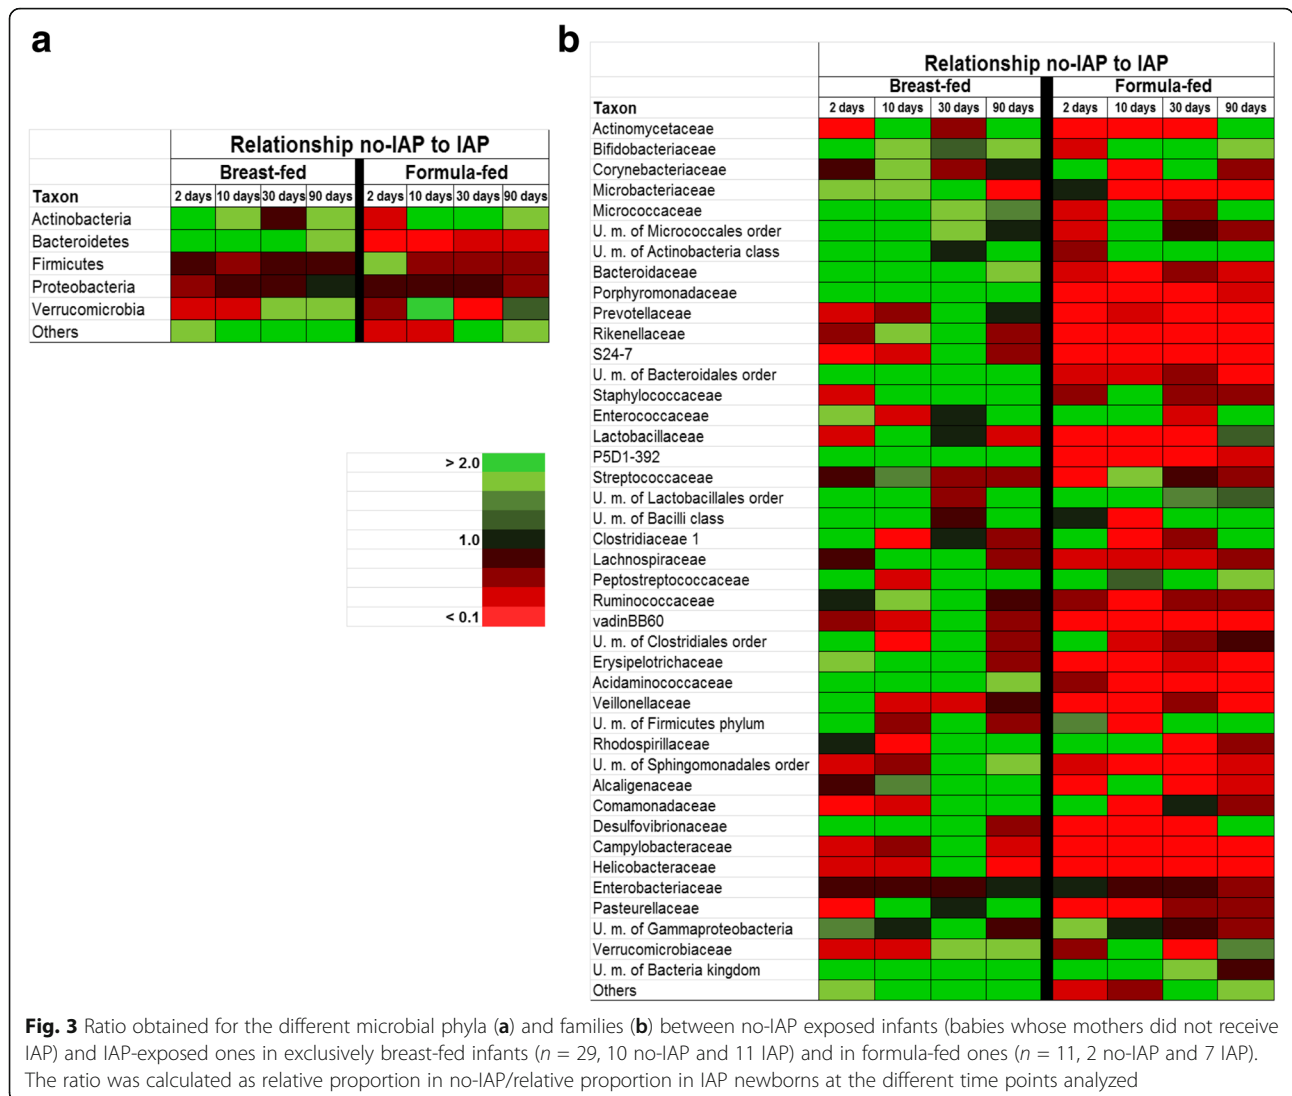 a
Relationship no-IAP to IAP
Breast-fed Formula-fed
Taxon 2 days 10 days 30 days 90 days 2 days 10 days 30 days 90 days
Actinobacteria
Bacteroidetes
Firmicutes
Proteobacteria
Verrucomicrobia
Others
> 2.0
1.0
< 0.1
b
Relationship no-IAP to IAP
Breast-fed Formula-fed
Taxon 2 days 10 days 30 days 90 days 2 days 10 days 30 days 90 days
Actinomycetaceae
Bifidobacteriaceae
Corynebacteriaceae
Microbacteriaceae
Micrococcaceae
U. m. of Micrococcales order
U. m. of Actinobacteria class
Bacteroidaceae
Porphyromonadaceae
Prevotellaceae
Rikenellaceae
S24-7
U. m. of Bacteroidales order
Staphylococcaceae
Enterococcaceae
Lactobacillaceae
P5D1-392
Streptococcaceae
U. m. of Lactobacillales order
U. m. of Bacilli class
Clostridiaceae 1
Lachnospiraceae
Peptostreptococcaceae
Ruminococcaceae
vadinBB60
U. m. of Clostridiales order
Erysipelotrichaceae
Acidaminococcaceae
Veillonellaceae
U. m. of Firmicutes phylum
Rhodospirillaceae
U. m. of Sphingomonadales order
Alcaligenaceae
Comamonadaceae
Desulfovibrionaceae
Campylobacteraceae
Helicobacteraceae
Enterobacteriaceae
Pasteurellaceae
U. m. of Gammaproteobacteria
Verrucomicrobiaceae
U. m. of Bacteria kingdom
Others
Fig. 3 Ratio obtained for the different microbial phyla (a) and families (b) between no-IAP exposed infants (babies whose mothers did not receive
IAP) and IAP-exposed ones in exclusively breast-fed infants (n = 29, 10 no-IAP and 11 IAP) and in formula-fed ones (n = 11, 2 no-IAP and 7 IAP).
The ratio was calculated as relative proportion in no-IAP/relative proportion in IAP newborns at the different time points analyzed